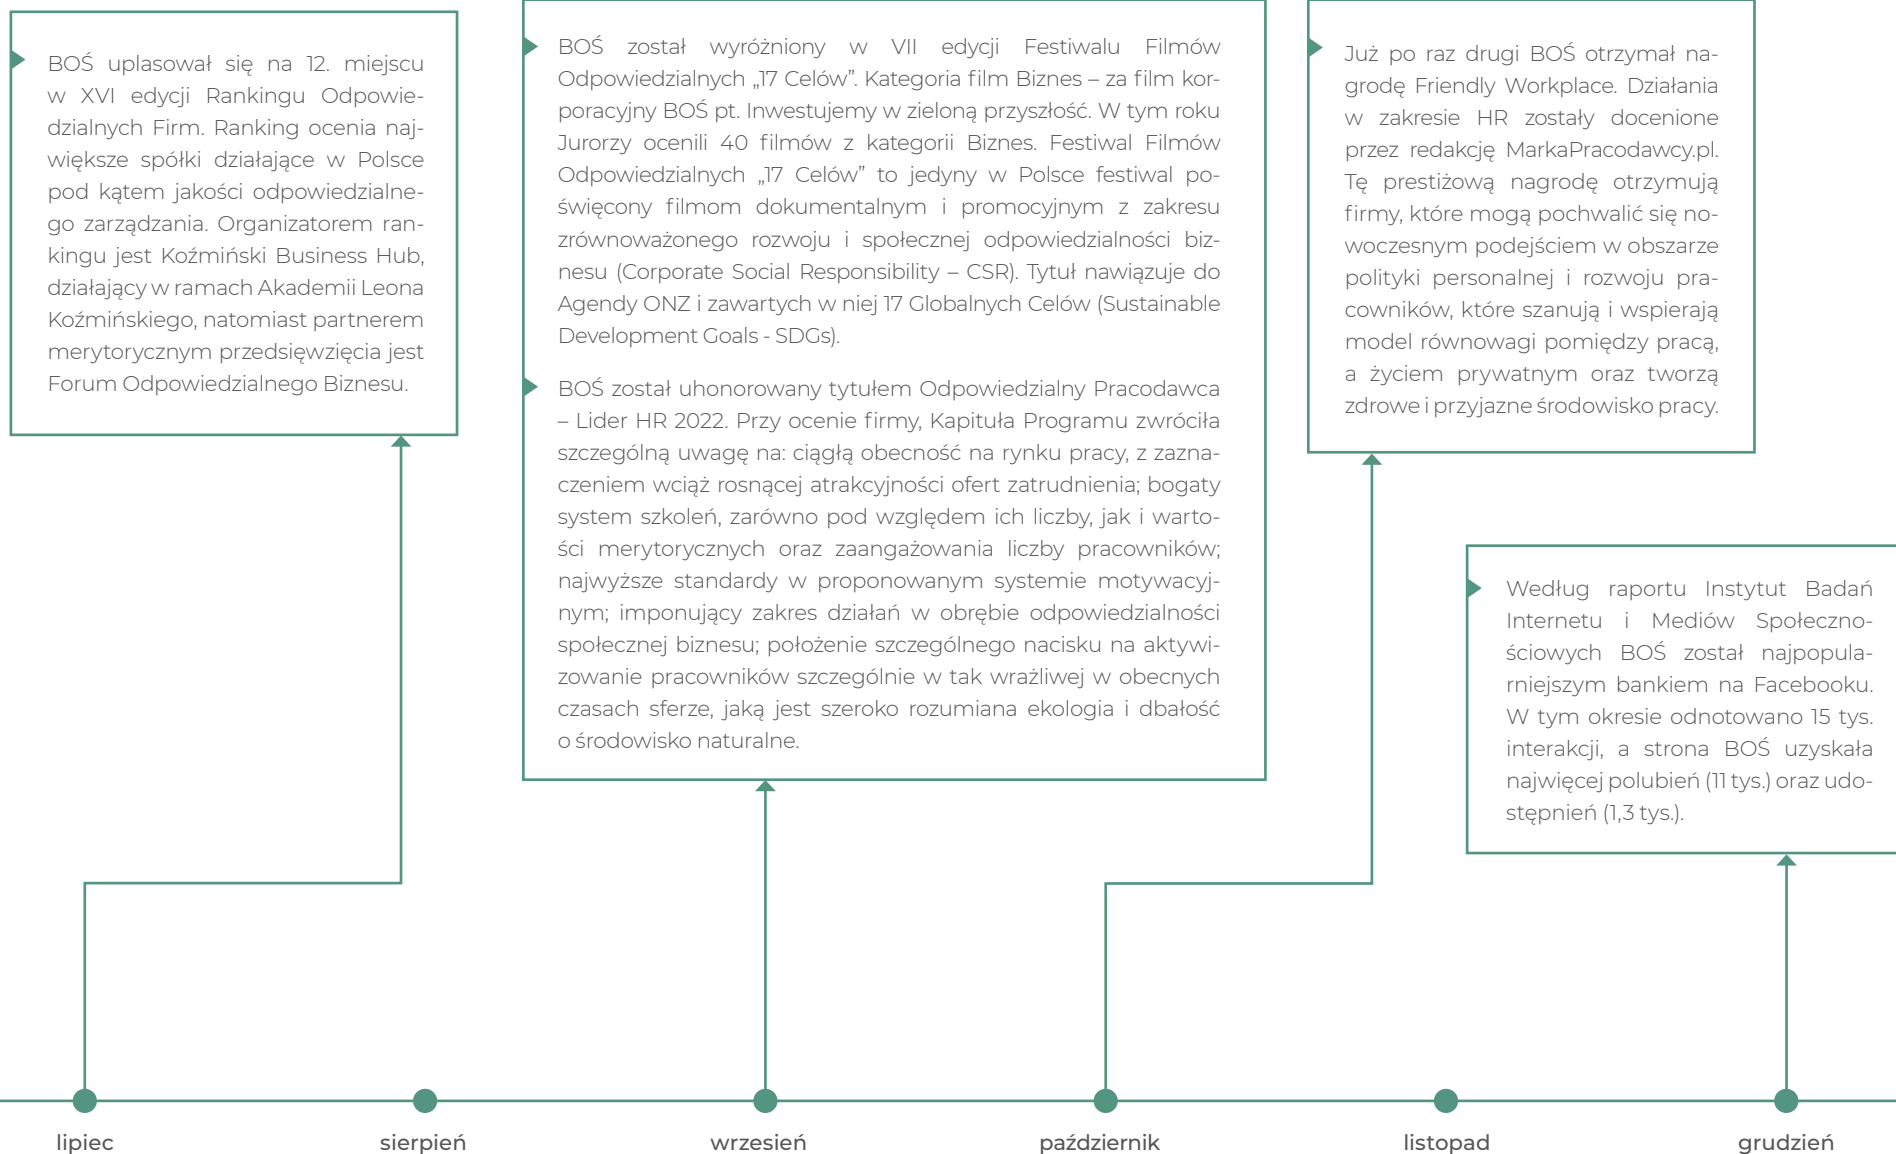 BOŚ uplasował się na 12. miejscu
w XVI edycji Rankingu Odpowie-
dzialnych Firm. Ranking ocenia naj-
większe spółki działające w Polsce
pod kątem jakości odpowiedzialne-
go zarządzania. Organizatorem ran-
kingu jest Koźmiński Business Hub,
działający w ramach Akademii Leona
Koźmińskiego, natomiast partnerem
merytorycznym przedsięwzięcia jest
Forum Odpowiedzialnego Biznesu.
BOŚ został wyróżniony w VII edycji Festiwalu Filmów
Odpowiedzialnych „17 Celów”. Kategoria film Biznes – za film kor-
poracyjny BOŚ pt. Inwestujemy w zieloną przyszłość. W tym roku
Jurorzy ocenili 40 filmów z kategorii Biznes. Festiwal Filmów
Odpowiedzialnych „17 Celów” to jedyny w Polsce festiwal po-
święcony filmom dokumentalnym i promocyjnym z zakresu
zrównoważonego rozwoju i społecznej odpowiedzialności biz-
nesu (Corporate Social Responsibility – CSR). Tytuł nawiązuje do
Agendy ONZ i zawartych w niej 17 Globalnych Celów (Sustainable
Development Goals - SDGs).
BOŚ został uhonorowany tytułem Odpowiedzialny Pracodawca
– Lider HR 2022. Przy ocenie firmy, Kapituła Programu zwróciła
szczególną uwagę na: ciągłą obecność na rynku pracy, z zazna-
czeniem wciąż rosnącej atrakcyjności ofert zatrudnienia; bogaty
system szkoleń, zarówno pod względem ich liczby, jak i warto-
ści merytorycznych oraz zaangażowania liczby pracowników;
najwyższe standardy w proponowanym systemie motywacyj-
nym; imponujący zakres działań w obrębie odpowiedzialności
społecznej biznesu; położenie szczególnego nacisku na aktywi-
zowanie pracowników szczególnie w tak wrażliwej w obecnych
czasach sferze, jaką jest szeroko rozumiana ekologia i dbałość
o środowisko naturalne.
Już po raz drugi BOŚ otrzymał na-
grodę Friendly Workplace. Działania
w zakresie HR zostały docenione
przez redakcję MarkaPracodawcy.pl.
Tę prestiżową nagrodę otrzymują
firmy, które mogą pochwalić się no-
woczesnym podejściem w obszarze
polityki personalnej i rozwoju pra-
cowników, które szanują i wspierają
model równowagi pomiędzy pracą,
a życiem prywatnym oraz tworzą
zdrowe i przyjazne środowisko pracy.
Według raportu Instytut Badań
Internetu i Mediów Społeczno-
ściowych BOŚ został najpopula-
rniejszym bankiem na Facebooku.
W tym okresie odnotowano 15 tys.
interakcji, a strona BOŚ uzyskała
najwięcej polubień (11 tys.) oraz udo-
stępnień (1,3 tys.).
lipiec
sierpień
wrzesień
październik
listopad
grudzień